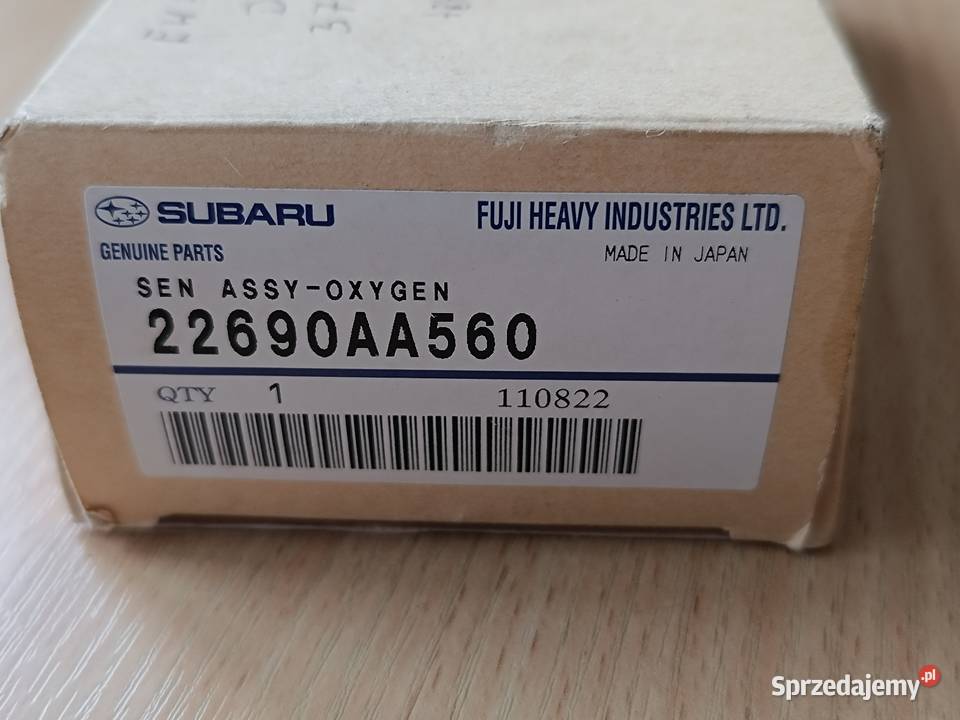 37
SUBARU FUJI HEAVY INDUSTRIES LTD.
GENUINE PARTS MADE IN JAPAN
SEN ASSY-OXYGEN
22690AA560
QTY 1 110822
Sprzedajemy.pl